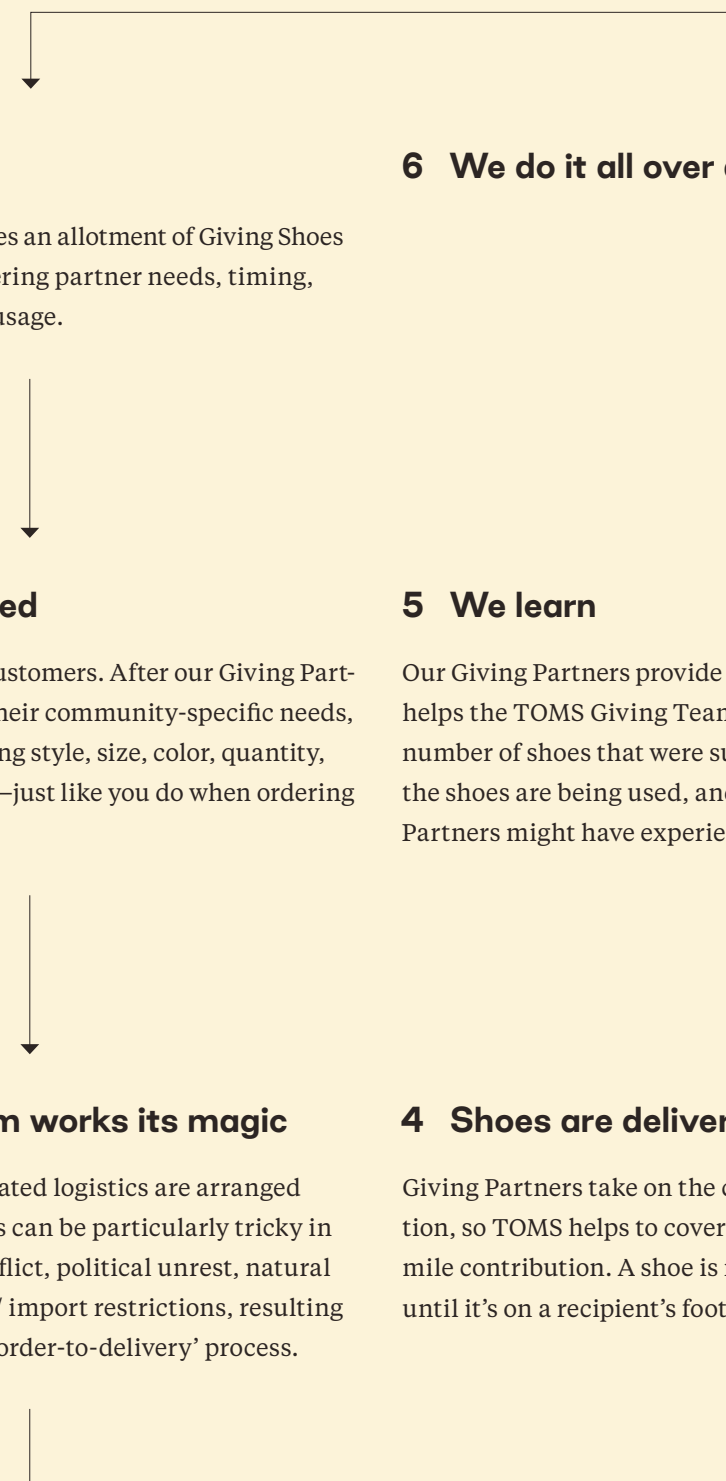 es an allotment of Giving Shoes
ering partner needs, timing,
usage.
ed
ustomers. After our Giving Part-
heir community-specific needs,
ng style, size, color, quantity,
—just like you do when ordering
m works its magic
ated logistics are arranged
s can be particularly tricky in
flict, political unrest, natural
/ import restrictions, resulting
order-to-delivery’ process.
6 We do it all over
5 We learn
Our Giving Partners provide
helps the TOMS Giving Team
number of shoes that were su
the shoes are being used, and
Partners might have experie
4 Shoes are deliver
Giving Partners take on the
tion, so TOMS helps to cover
mile contribution. A shoe is
until it’s on a recipient’s foot